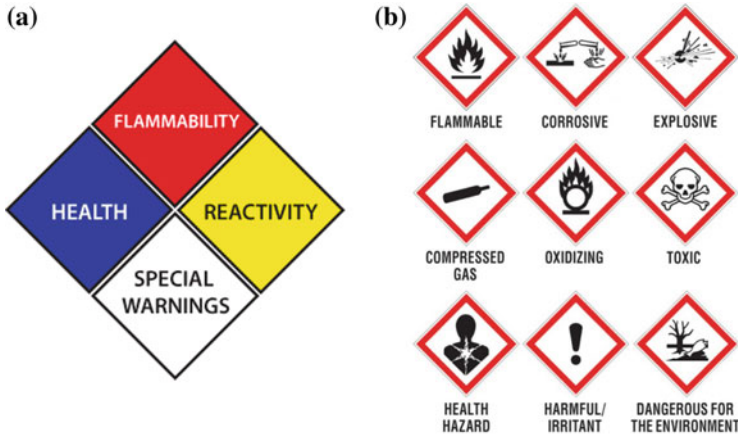 (a)
FLAMMABILITY
HEALTH
REACTIVITY
SPECIAL
WARNINGS
(b)
FLAMMABLE
CORROSIVE
EXPLOSIVE
COMPRESSED
GAS
OXIDIZING
TOXIC
HEALTH
HAZARD
HARMFUL/
IRRITANT
DANGEROUS FOR
THE ENVIRONMENT